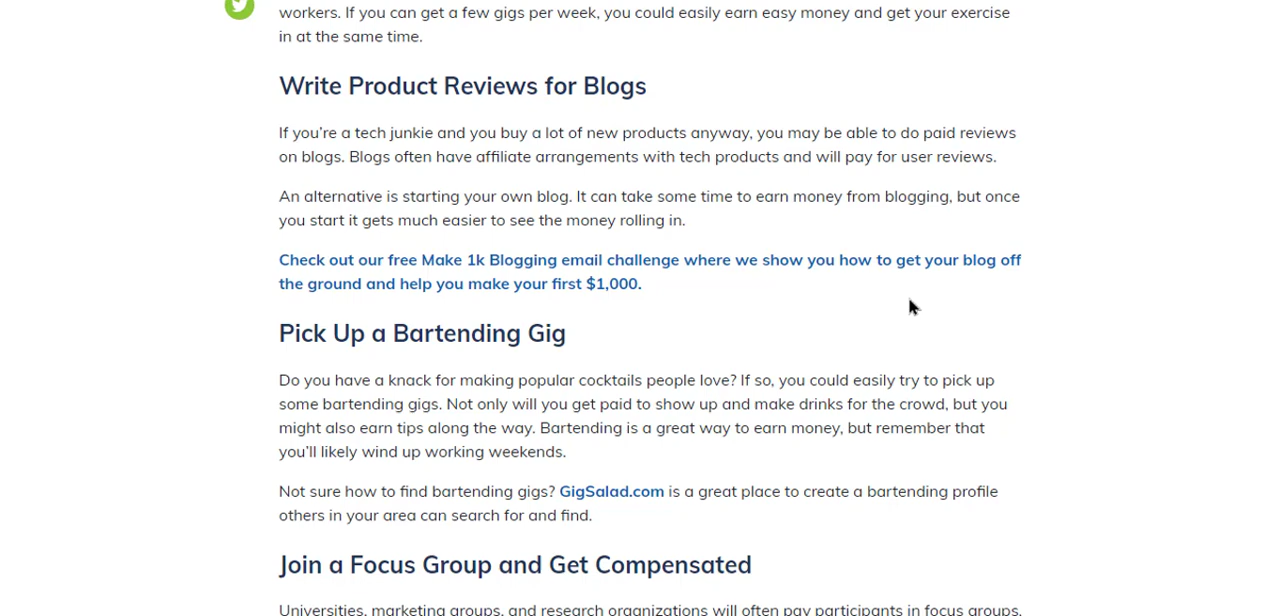 workers. If you can get a few gigs per week, you could easily earn easy money and get your exercise
in at the same time.
Write Product Reviews for Blogs
If you’re a tech junkie and you buy a lot of new products anyway, you may be able to do paid reviews
on blogs. Blogs often have affiliate arrangements with tech products and will pay for user reviews.
An alternative is starting your own blog. It can take some time to earn money from blogging, but once
you start it gets much easier to see the money rolling in.
Check out our free Make 1k Blogging email challenge where we show you how to get your blog off
the ground and help you make your first $1,000.
Pick Up a Bartending Gig
Do you have a knack for making popular cocktails people love? If so, you could easily try to pick up
some bartending gigs. Not only will you get paid to show up and make drinks for the crowd, but you
might also earn tips along the way. Bartending is a great way to earn money, but remember that
you’ll likely wind up working weekends.
Not sure how to find bartending gigs? GigSalad.com is a great place to create a bartending profile
others in your area can search for and find.
Join a Focus Group and Get Compensated
Universities, marketing groups, and research organizations will often pay participants in focus groups.